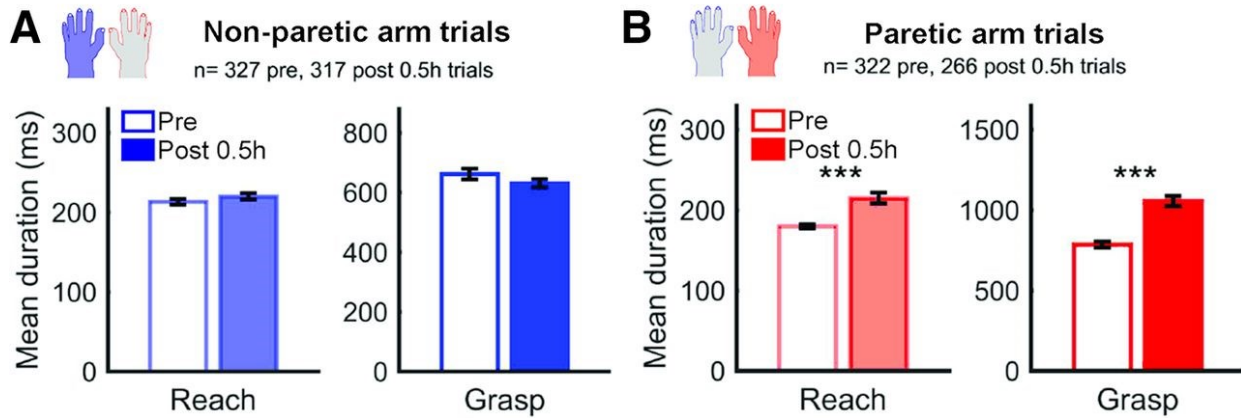 A
Non-paretic arm trials
n= 327 pre, 317 post 0.5h trials
Mean duration (ms)
300
200
100
0
Pre
Post 0.5h
Reach
800
600
400
200
0
Grasp
B
Paretic arm trials
n= 322 pre, 266 post 0.5h trials
Mean duration (ms)
300
200
100
0
Pre
Post 0.5h
***
Reach
1500
1000
500
0
***
Grasp